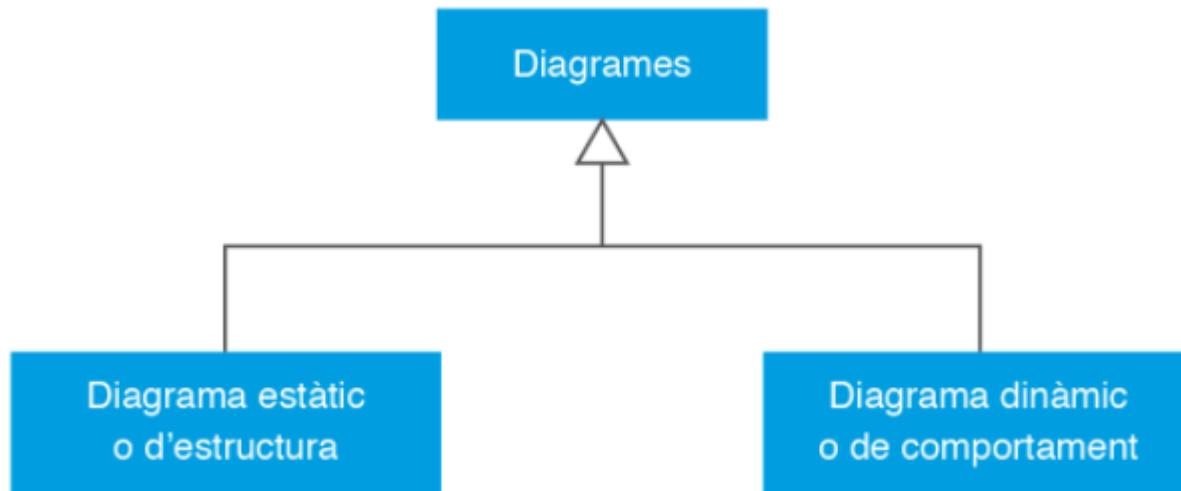 Diagrames
Diagrama estàtic
o d’estructura
Diagrama dinàmic
o de comportament